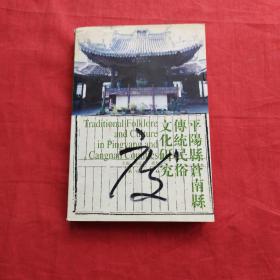 Traditional Folklore
and Culture
in Pingyang and
Cangnan Counties
平陽縣蒼南縣
傳統民俗
文化研究